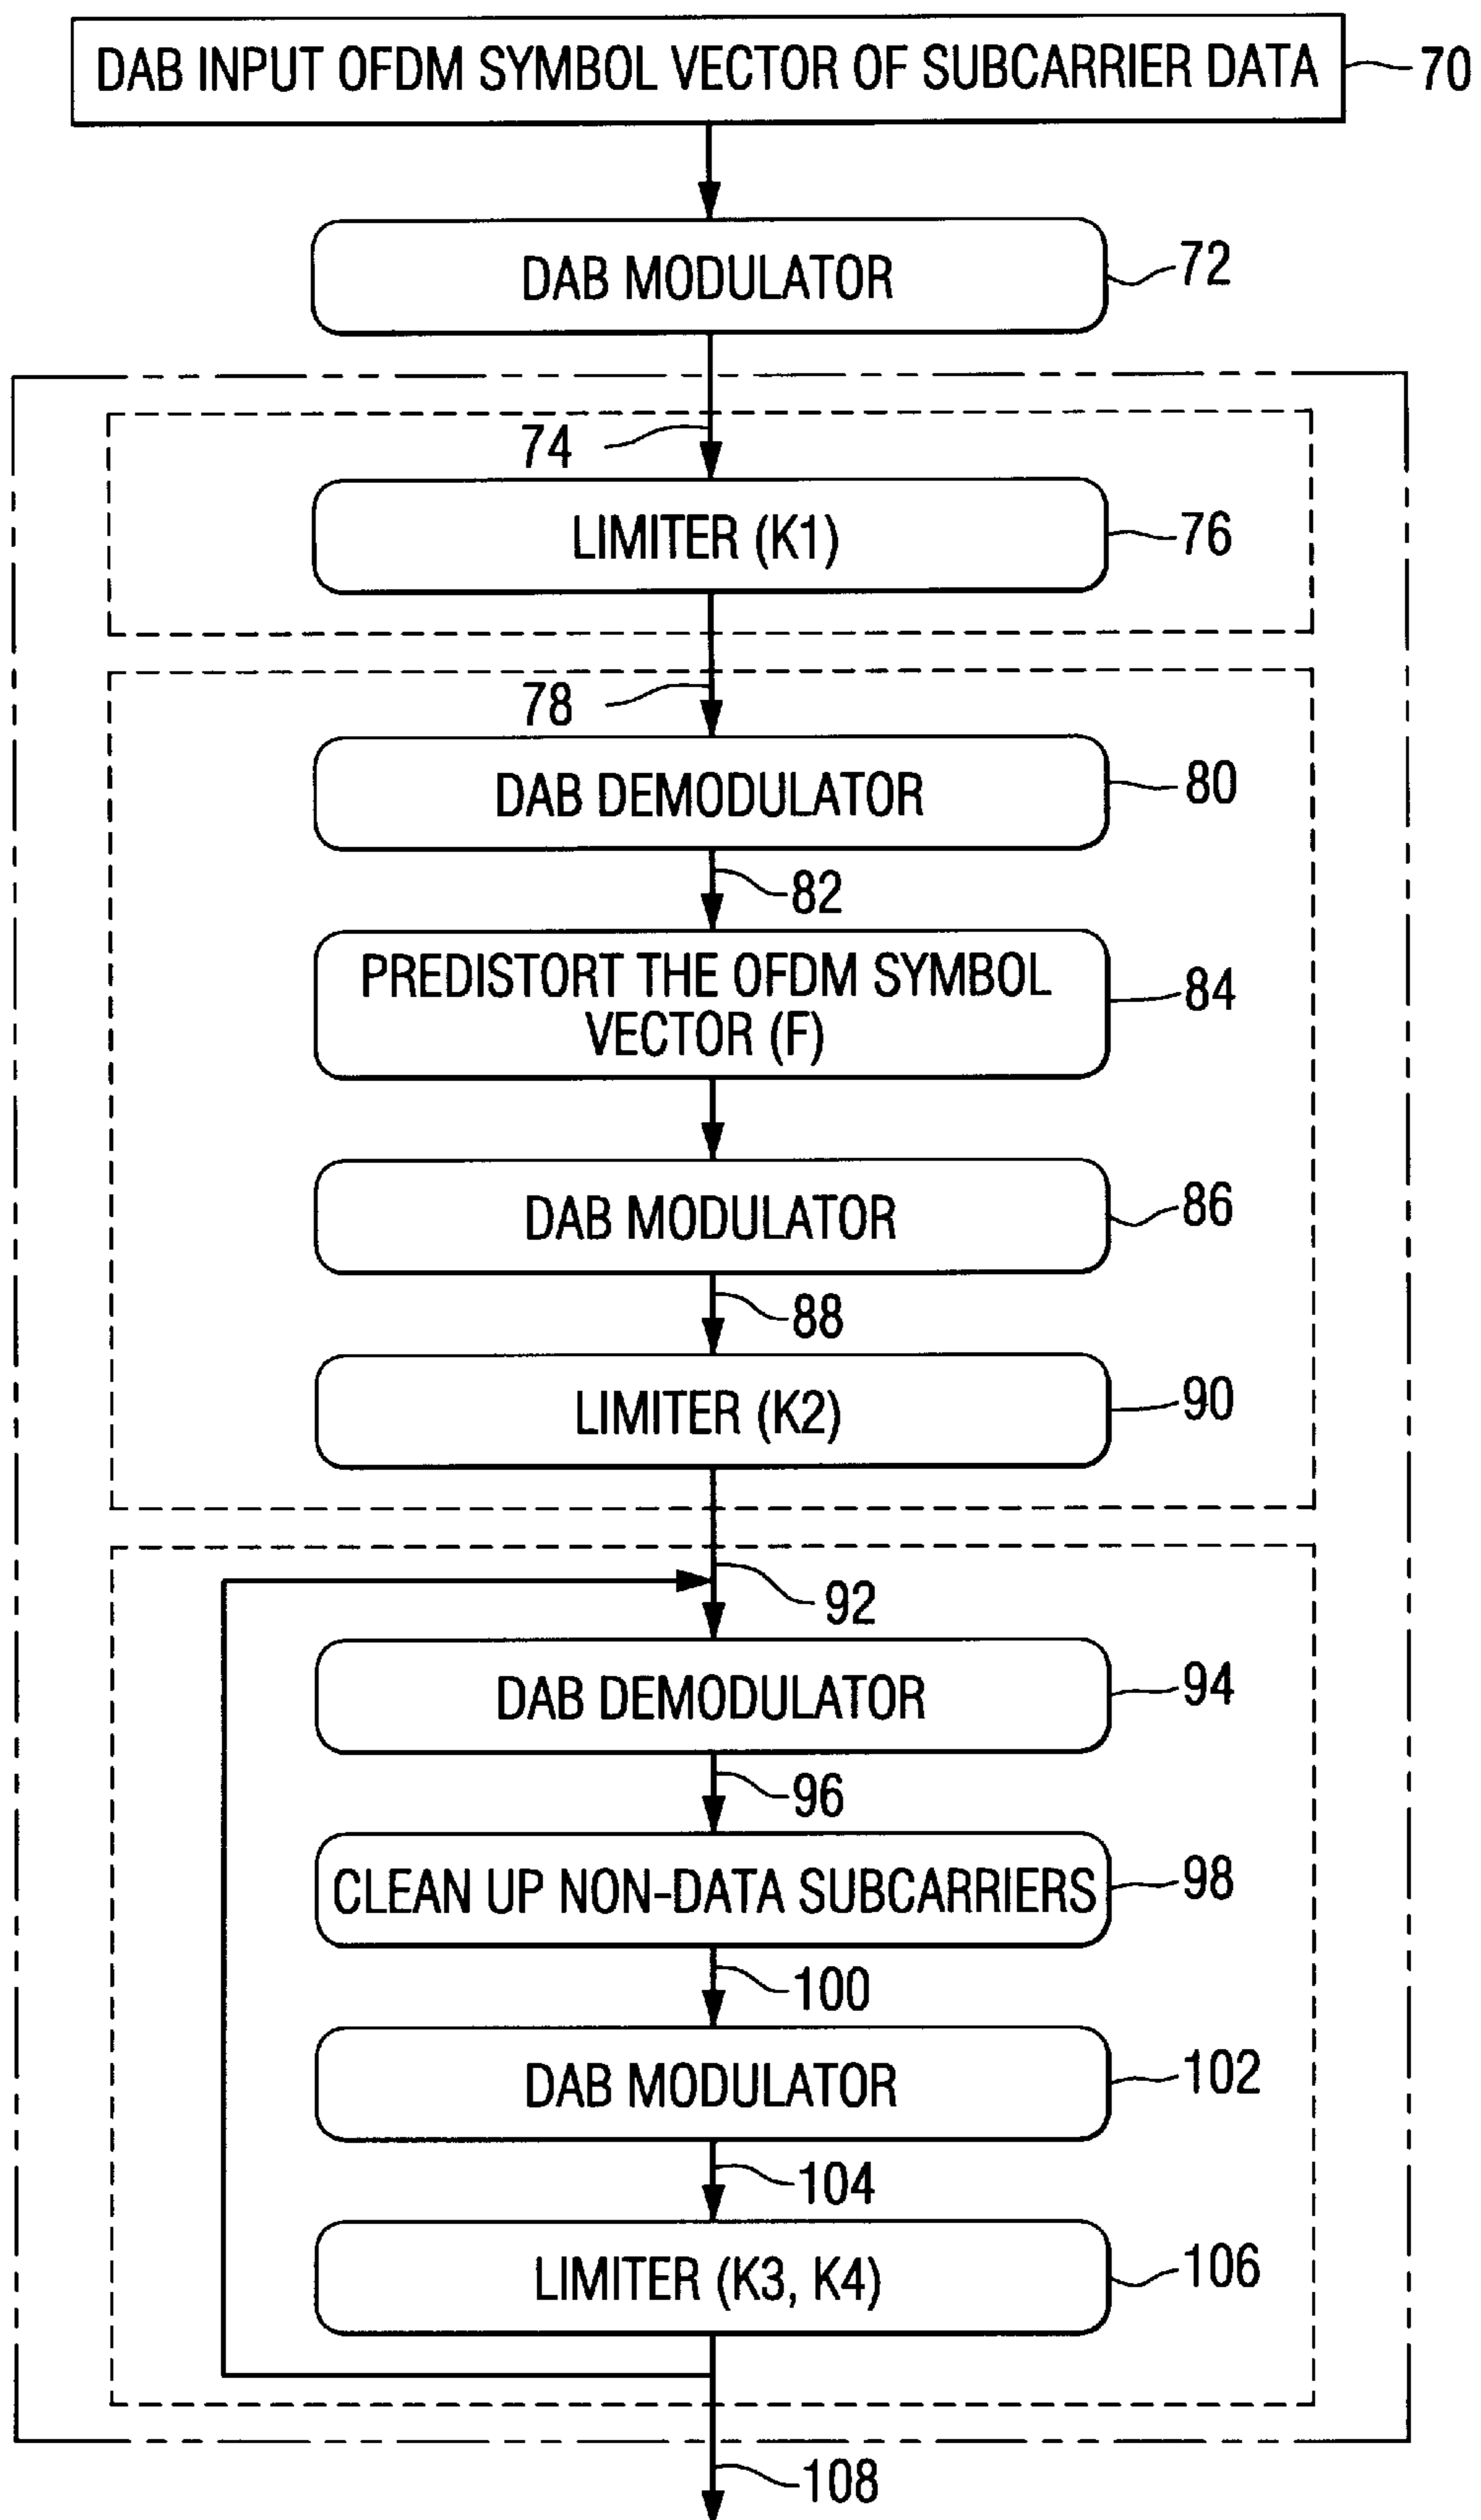 DAB INPUT OFDM SYMBOL VECTOR OF SUBCARRIER DATA
70
DAB MODULATOR
72
74
LIMITER (K1)
76
78
DAB DEMODULATOR
80
82
PREDISTORT THE OFDM SYMBOL
VECTOR (F)
84
DAB MODULATOR
86
88
LIMITER (K2)
90
92
DAB DEMODULATOR
94
96
CLEAN UP NON-DATA SUBCARRIERS
98
100
DAB MODULATOR
102
104
LIMITER (K3, K4)
106
108